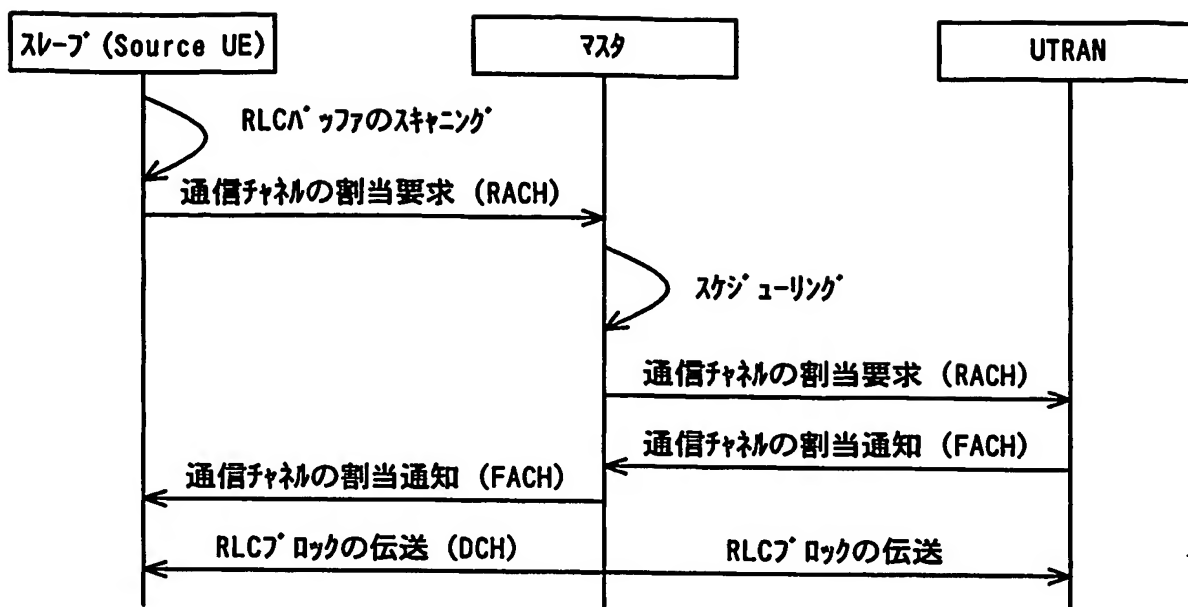 スレーブ (Source UE)
マスタ
UTRAN
RLCバッファのスキャニング
通信チャネルの割当要求 (RACH)
スケジューリング
通信チャネルの割当要求 (RACH)
通信チャネルの割当通知 (FACH)
通信チャネルの割当通知 (FACH)
RLCブロックの伝送 (DCH)
RLCブロックの伝送